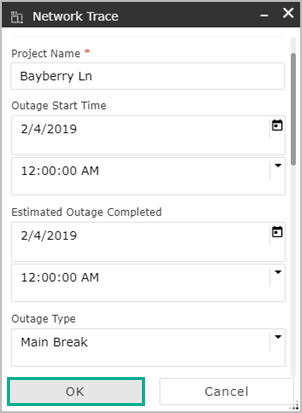 Network Trace
Project Name *
Bayberry Ln
Outage Start Time
2/4/2019
12:00:00 AM
Estimated Outage Completed
2/4/2019
12:00:00 AM
Outage Type
Main Break
OK Cancel